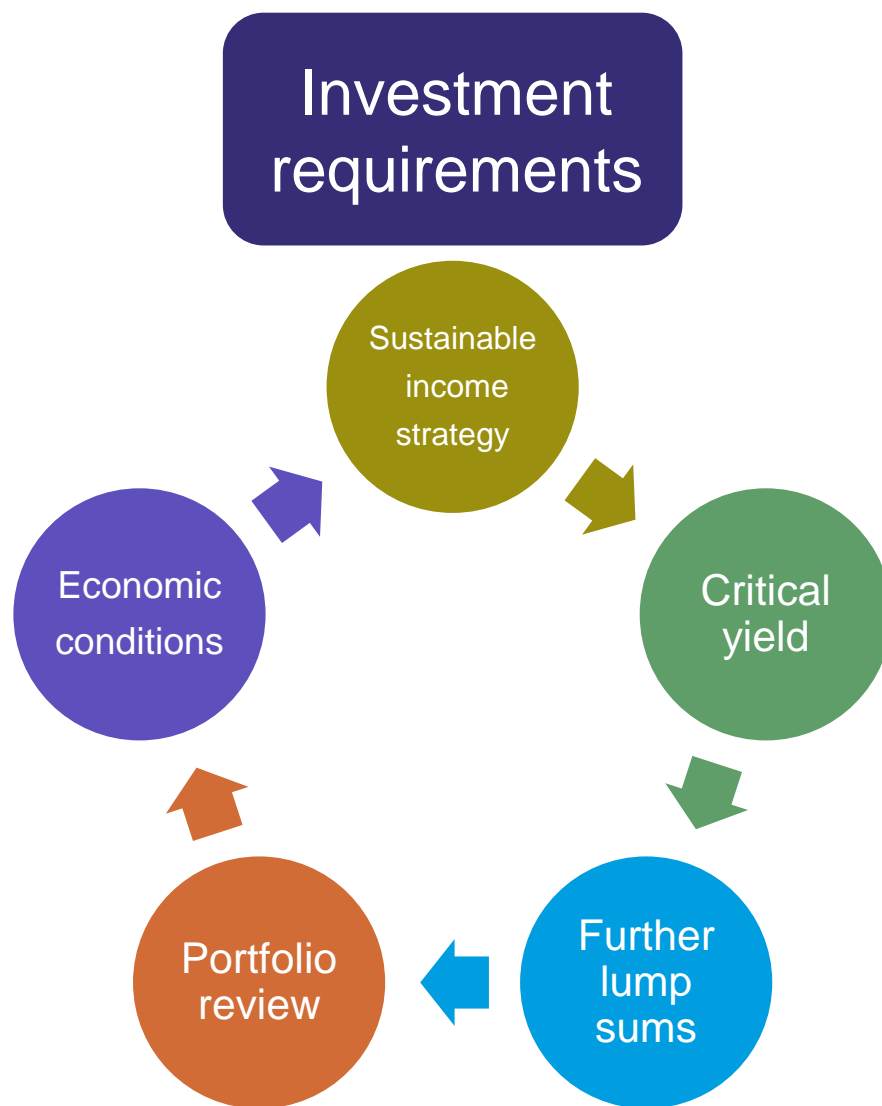 Investment
requirements
Sustainable
income
strategy
Critical
yield
Further
lump
sums
Portfolio
review
Economic
conditions